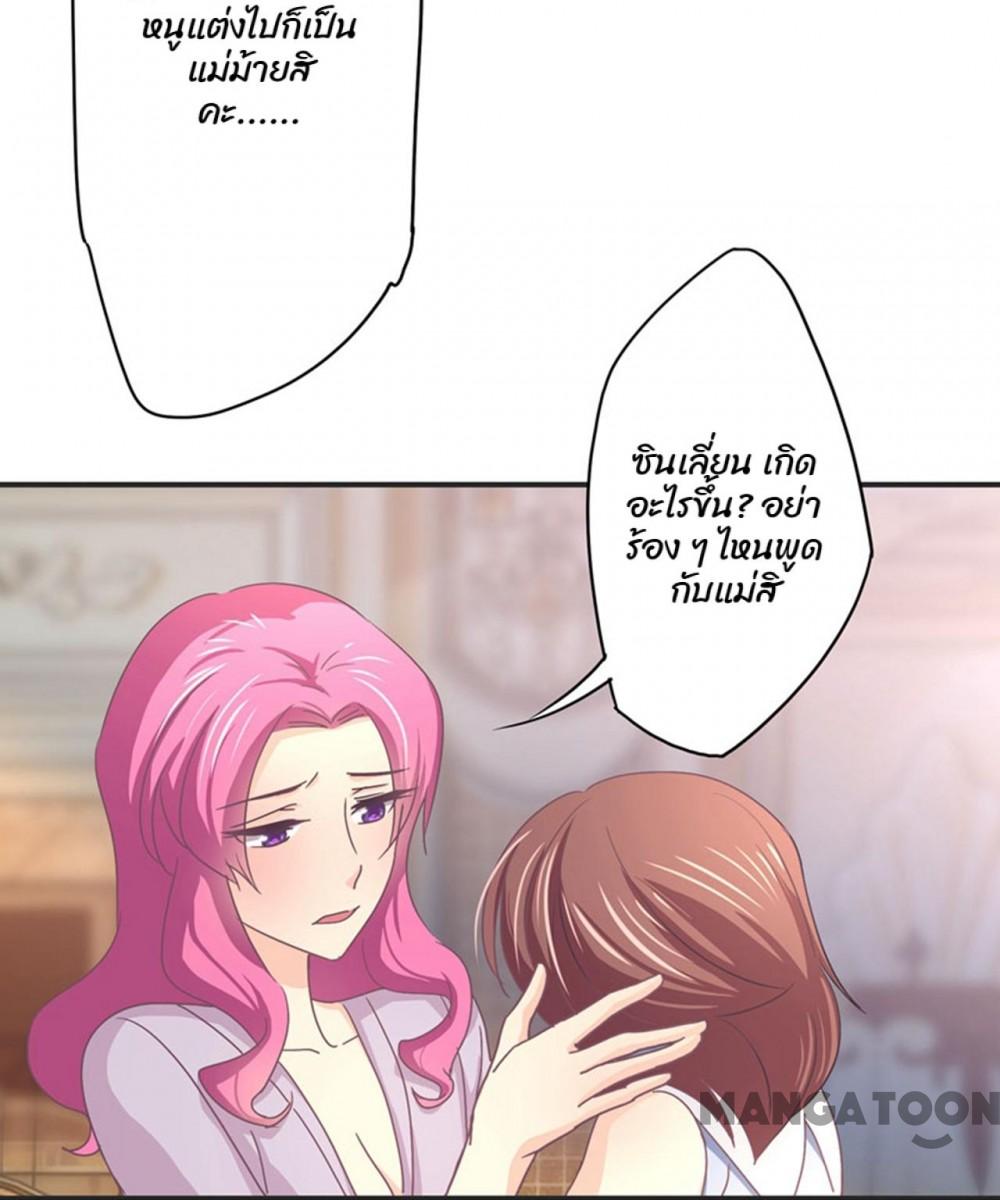 หนูแต่งไปก็เป็น
แม่ม้ายสิ
คะ......
ซินเลี่ยน เกิด
อะไรขึ้น? อย่า
ร้อง ๆ ไหนพูด
กับแม่สิ
MANGATOON